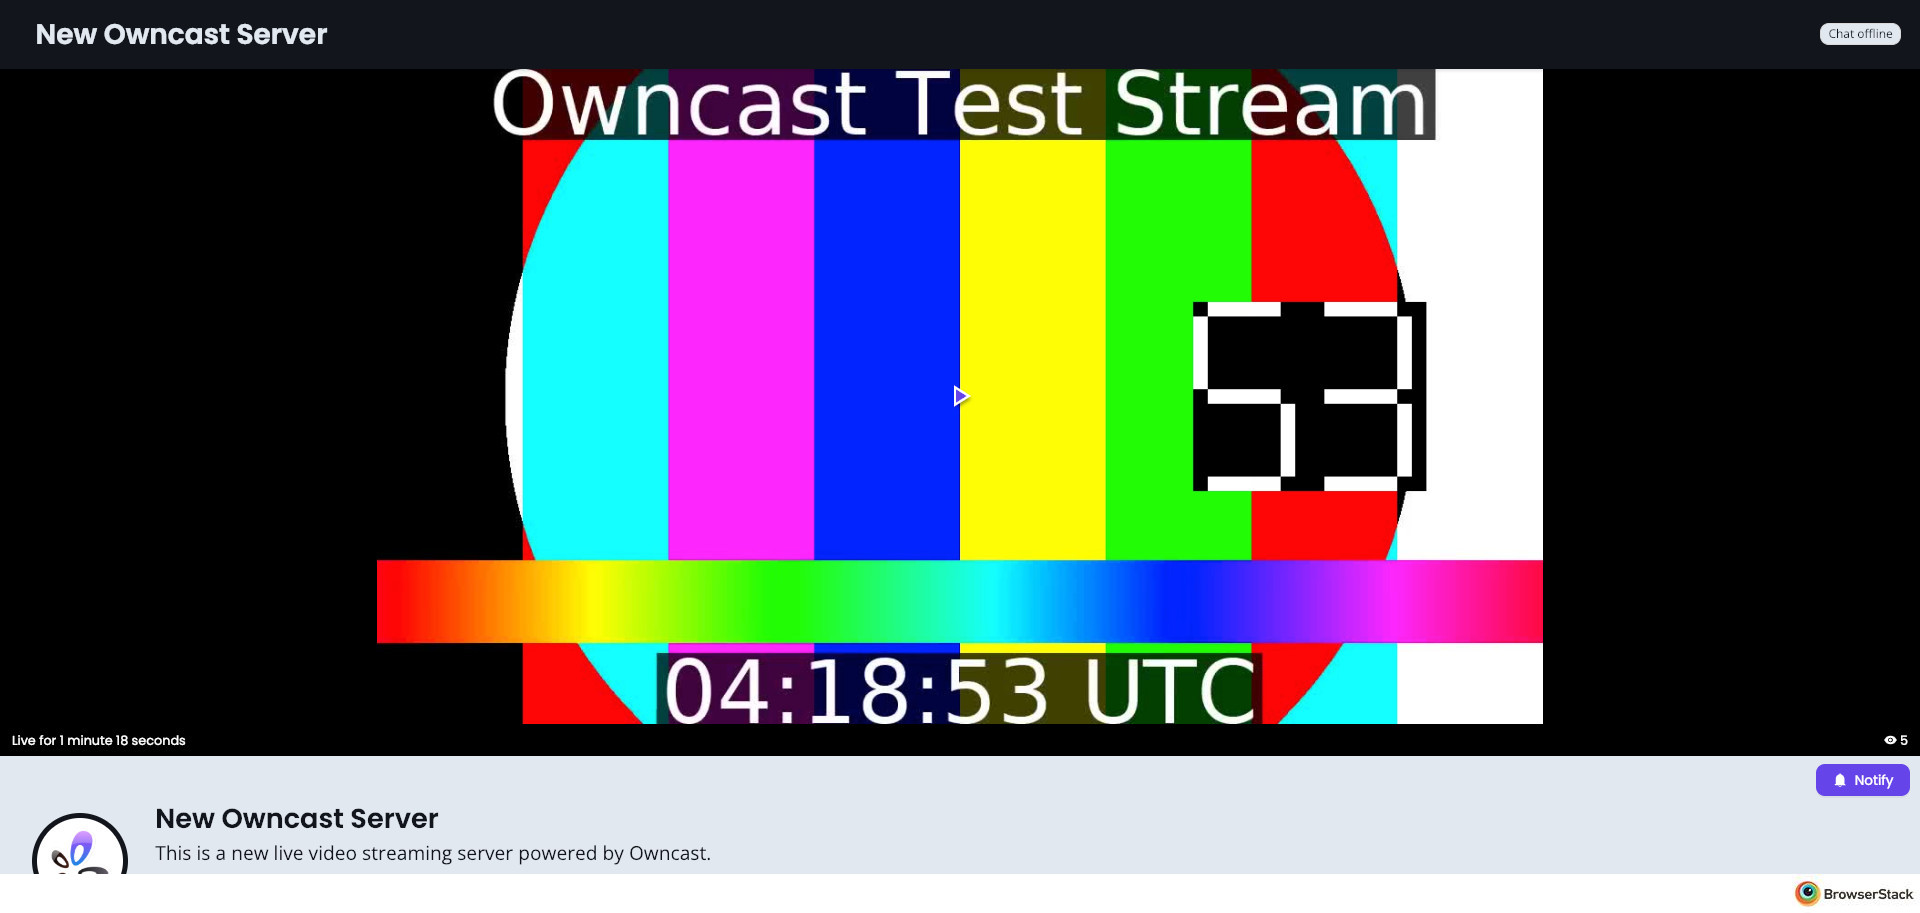 New Owncast Server
Chat offline
Owncast Test Stream
53
04:18:53 UTC
Live for 1 minute 18 seconds
5
Notify
New Owncast Server
This is a new live video streaming server powered by Owncast.
BrowserStack